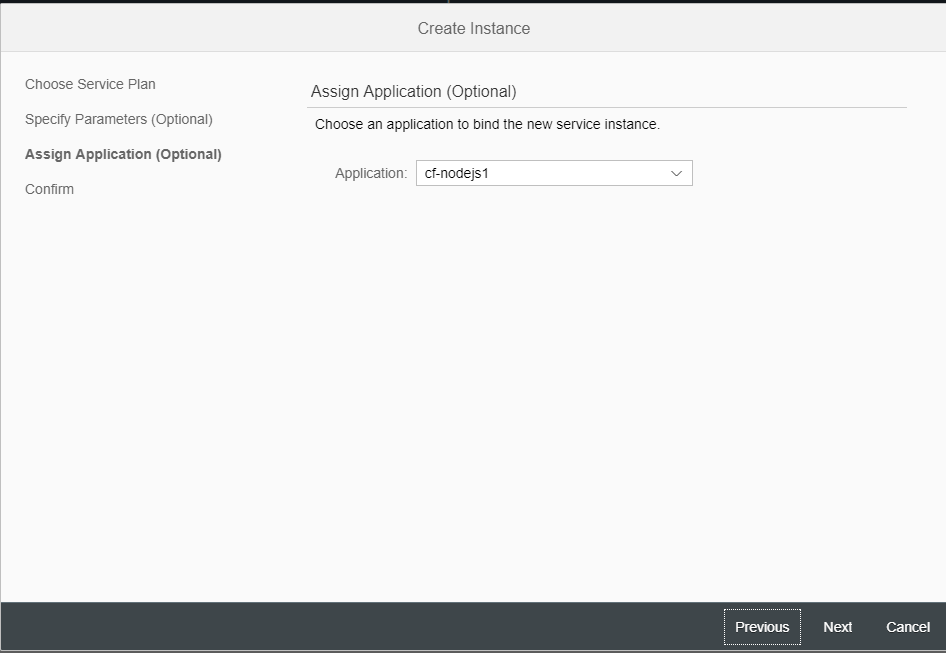 Create Instance
Choose Service Plan
Specify Parameters (Optional)
Assign Application (Optional)
Confirm
Assign Application (Optional)
Choose an application to bind the new service instance.
Application: cf-nodejs1
Previous Next Cancel